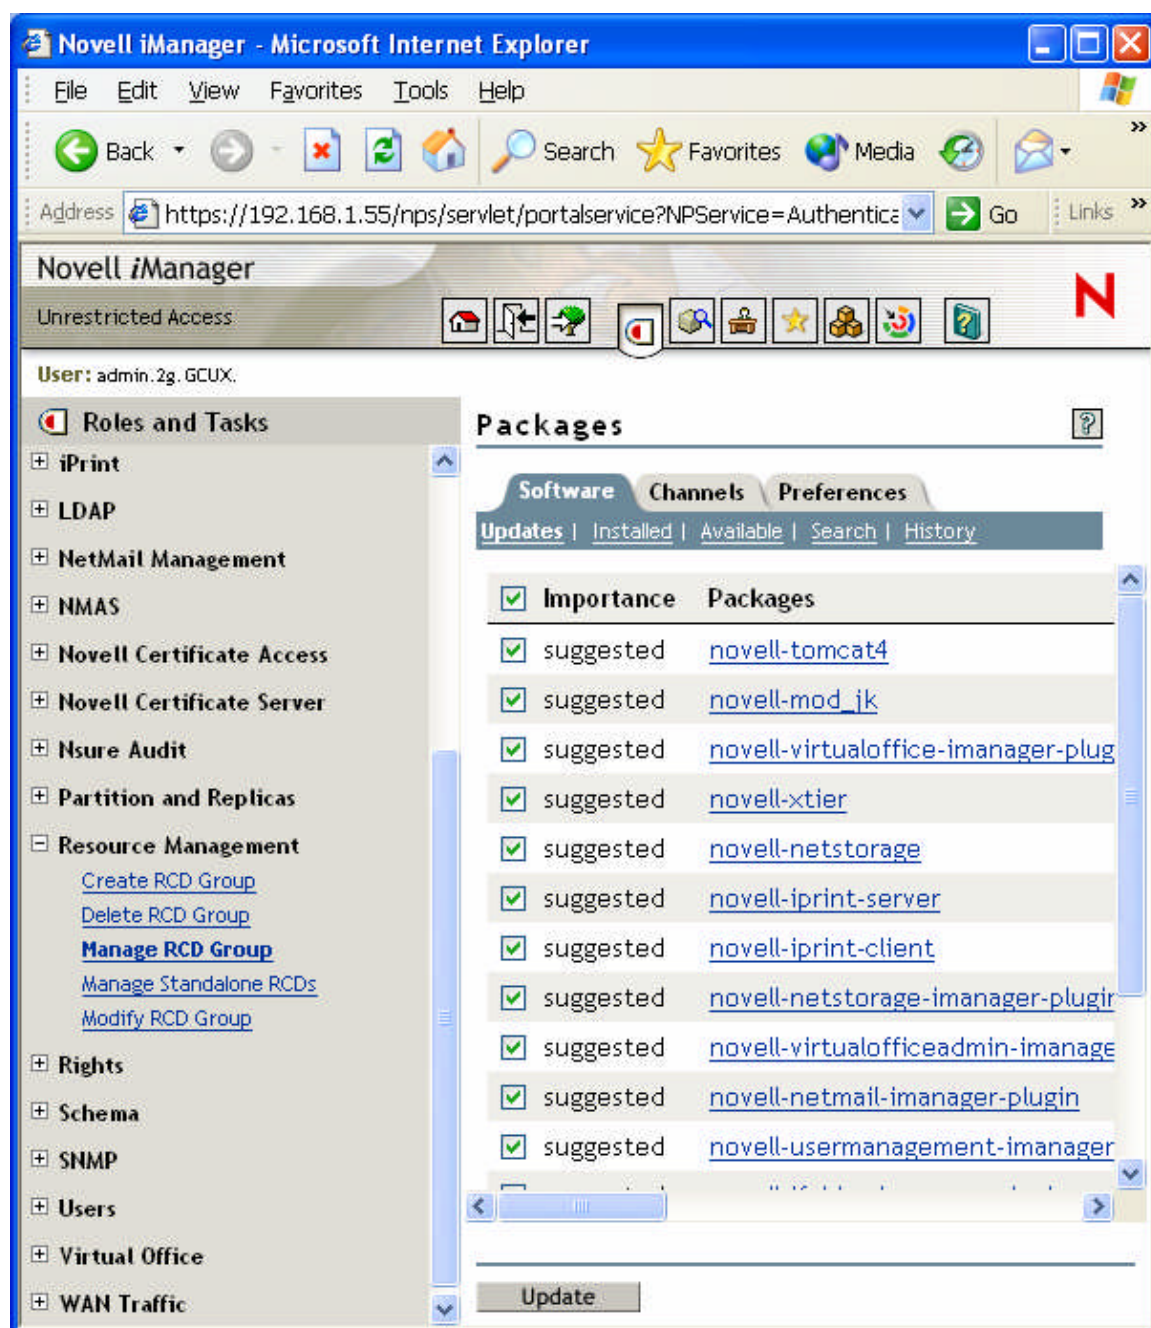 Novell iManager - Microsoft Internet Explorer
File Edit View Favorites Tools Help
Back Search Favorites Media »
Address https://192.168.1.55/nps/servlet/portalservice?NPService=Authentica Go Links »
Novell iManager
Unrestricted Access
N
User: admin.2g.GCUX.
Roles and Tasks
iPrint
LDAP
NetMail Management
NMAS
Novell Certificate Access
Novell Certificate Server
Nsure Audit
Partition and Replicas
Resource Management
Create RCD Group
Delete RCD Group
Manage RCD Group
Manage Standalone RCDs
Modify RCD Group
Rights
Schema
SNMP
Users
Virtual Office
WAN Traffic
Packages ?
Software Channels Preferences
Updates | Installed | Available | Search | History
Importance Packages
suggested novell-tomcat4
suggested novell-mod_jk
suggested novell-virtualoffice-imanager-plug
suggested novell-xtier
suggested novell-netstorage
suggested novell-iprint-server
suggested novell-iprint-client
suggested novell-netstorage-imanager-plugin
suggested novell-virtualofficeadmin-imanage
suggested novell-netmail-imanager-plugin
suggested novell-usermanagement-imanager
Update